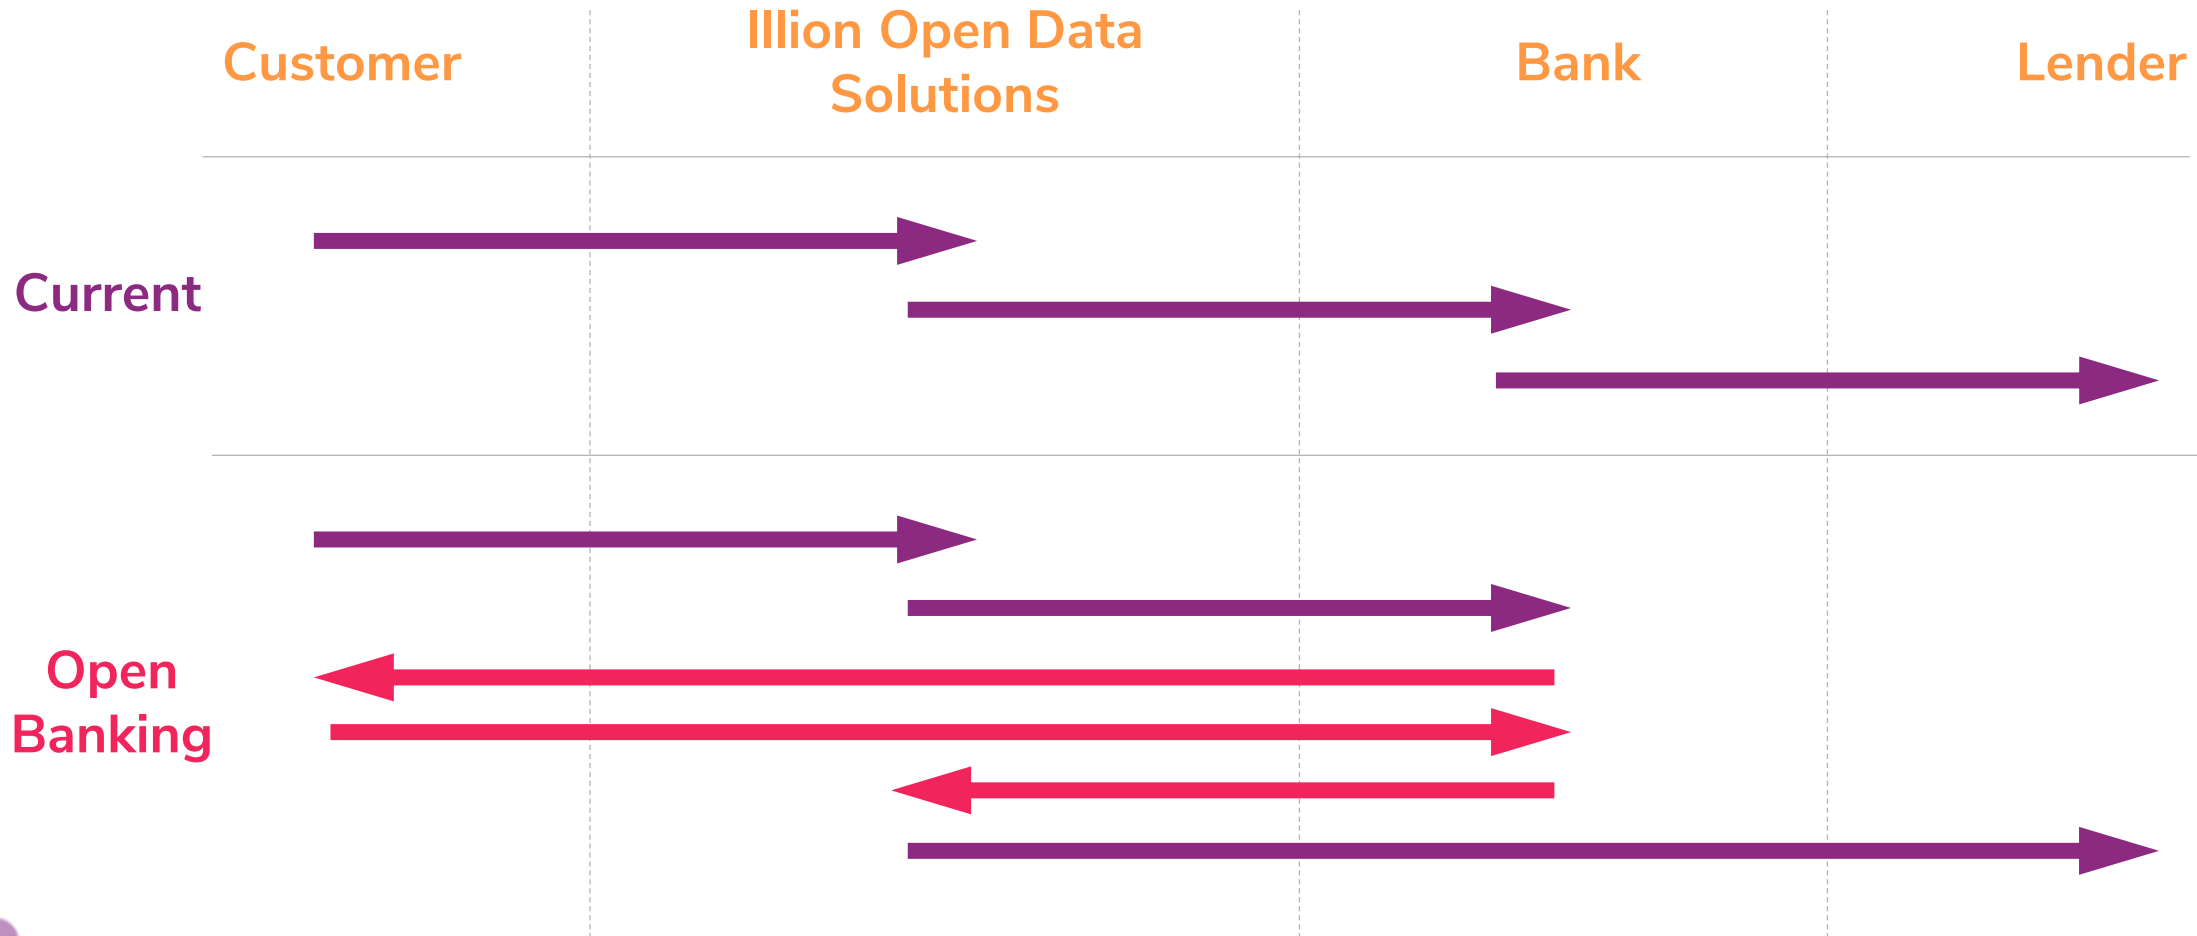 Customer
Illion Open Data
Solutions
Bank
Lender
Current
Open
Banking